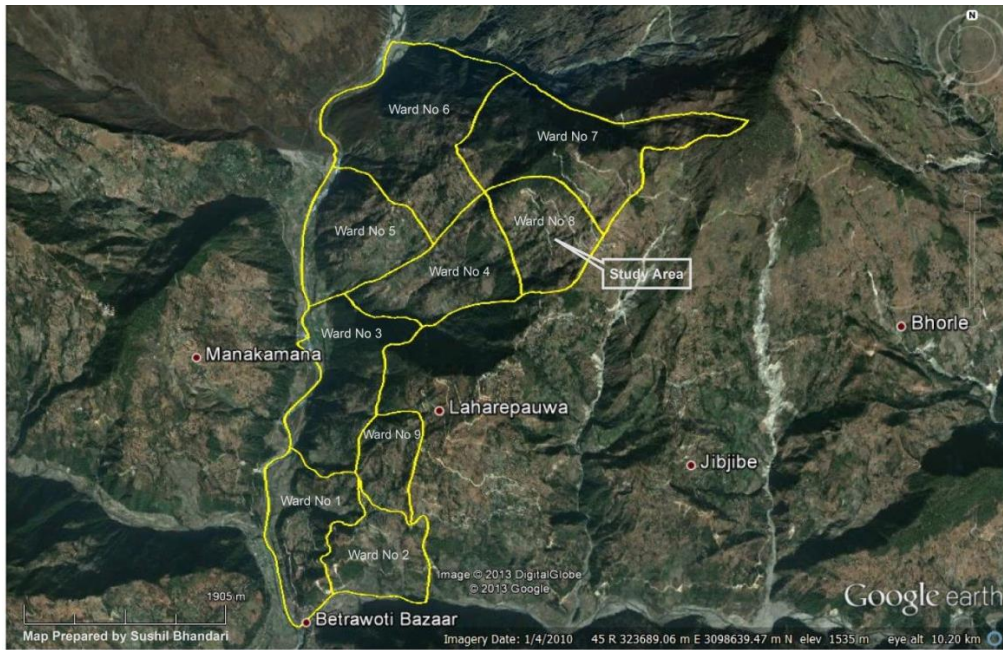 N
Ward No 6
Ward No 7
Ward No 5
Ward No 8
Ward No 4
Study Area
Bhorle
Ward No 3
Manakamana
Laharepauwa
Ward No 9
Jibjibe
Ward No 1
Ward No 2
Image © 2013 DigitalGlobe
© 2013 Google
Google earth
1905 m
Betrawoti Bazaar
Map Prepared by Sushil Bhandari
Imagery Date: 1/4/2010 45 R 323689.06 m E 3098639.47 m N elev 1535 m eye alt 10.20 km